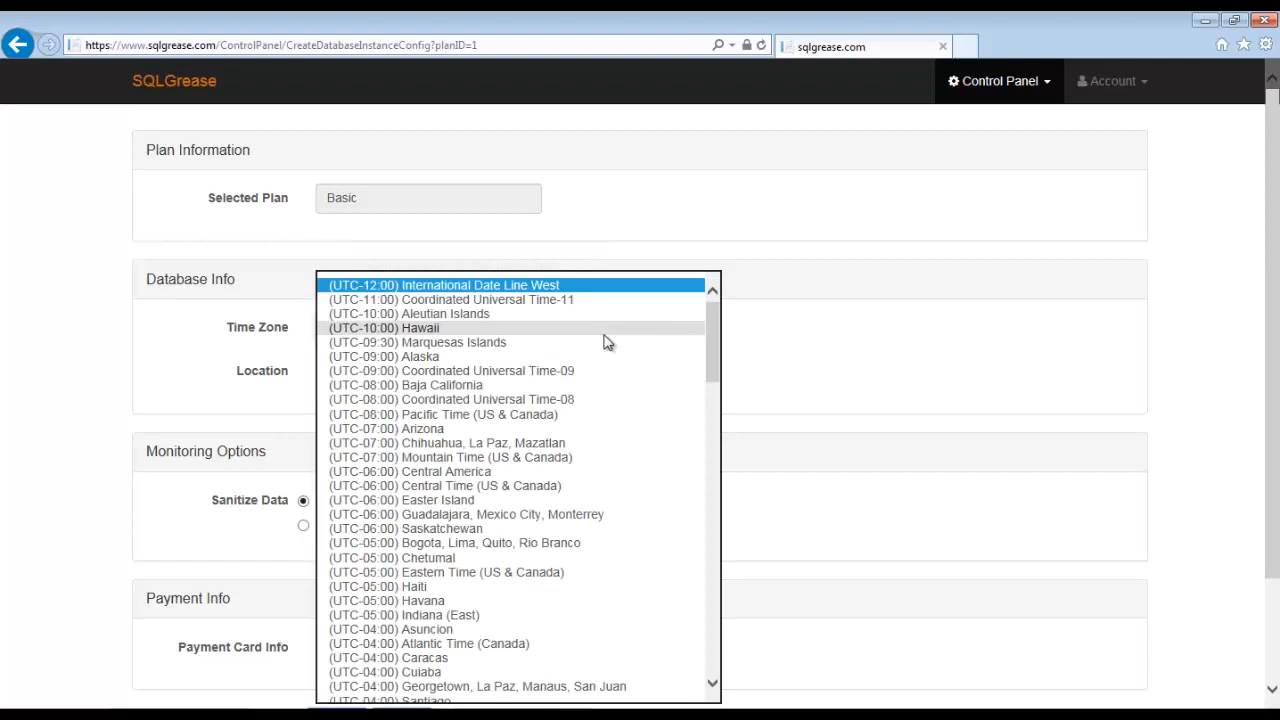 https://www.sqlgrease.com/ControlPanel/CreateDatabaseInstanceConfig?planID=1
sqlgrease.com
SQLGrease
Control Panel
Account
Plan Information
Selected Plan
Basic
Database Info
Time Zone
Location
(UTC-12:00) International Date Line West
(UTC-11:00) Coordinated Universal Time-11
(UTC-10:00) Aleutian Islands
(UTC-10:00) Hawaii
(UTC-09:30) Marquesas Islands
(UTC-09:00) Alaska
(UTC-09:00) Coordinated Universal Time-09
(UTC-08:00) Baja California
(UTC-08:00) Coordinated Universal Time-08
(UTC-08:00) Pacific Time (US & Canada)
(UTC-07:00) Arizona
(UTC-07:00) Chihuahua, La Paz, Mazatlan
(UTC-07:00) Mountain Time (US & Canada)
(UTC-06:00) Central America
(UTC-06:00) Central Time (US & Canada)
(UTC-06:00) Easter Island
(UTC-06:00) Guadalajara, Mexico City, Monterrey
(UTC-06:00) Saskatchewan
(UTC-05:00) Bogota, Lima, Quito, Rio Branco
(UTC-05:00) Chetumal
(UTC-05:00) Eastern Time (US & Canada)
(UTC-05:00) Haiti
(UTC-05:00) Havana
(UTC-05:00) Indiana (East)
(UTC-04:00) Asuncion
(UTC-04:00) Atlantic Time (Canada)
(UTC-04:00) Caracas
(UTC-04:00) Cuiaba
(UTC-04:00) Georgetown, La Paz, Manaus, San Juan
(UTC-04:00) Santiago
Monitoring Options
Sanitize Data
Payment Info
Payment Card Info